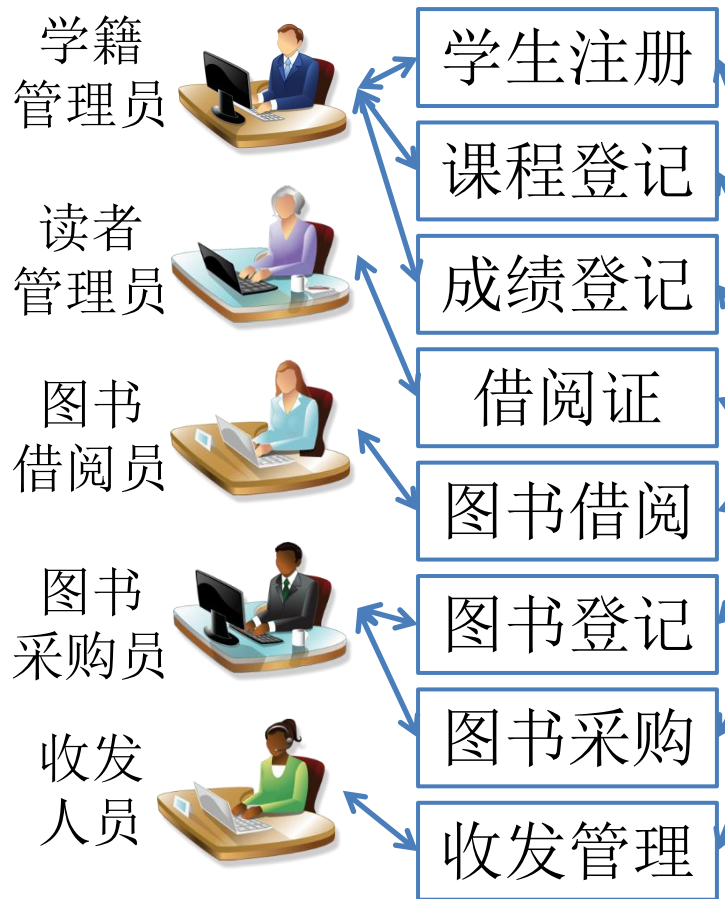 学籍
管理员
学生注册
课程登记
读者
管理员
成绩登记
借阅证
图书
借阅员
图书借阅
图书
采购员
图书登记
图书采购
收发
人员
收发管理